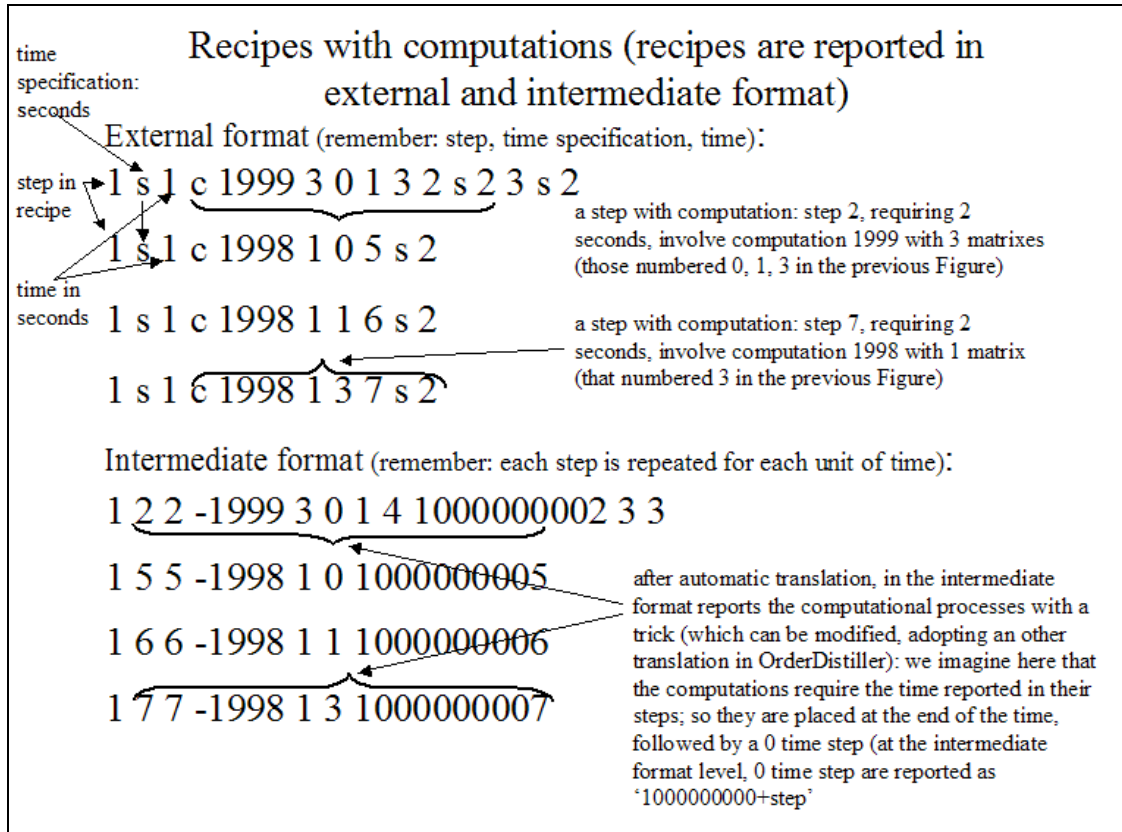 Recipes with computations (recipes are reported in
external and intermediate format)
time
specification:
seconds
External format (remember: step, time specification, time):
step in
recipe
1 s 1 c 1999 3 0 1 3 2 s 2 3 s 2
a step with computation: step 2, requiring 2
seconds, involve computation 1999 with 3 matrixes
(those numbered 0, 1, 3 in the previous Figure)
1 s 1 c 1998 1 0 5 s 2
time in
seconds
1 s 1 c 1998 1 1 6 s 2
a step with computation: step 7, requiring 2
seconds, involve computation 1998 with 1 matrix
(that numbered 3 in the previous Figure)
1 s 1 c 1998 1 3 7 s 2
Intermediate format (remember: each step is repeated for each unit of time):
1 2 2 -1999 3 0 1 4 1000000002 3 3
1 5 5 -1998 1 0 1000000005
1 6 6 -1998 1 1 1000000006
1 7 7 -1998 1 3 1000000007
after automatic translation, in the intermediate
format reports the computational processes with a
trick (which can be modified, adopting an other
translation in OrderDistiller): we imagine here that
the computations require the time reported in their
steps; so they are placed at the end of the time,
followed by a 0 time step (at the intermediate
format level, 0 time step are reported as
‘1000000000+step’